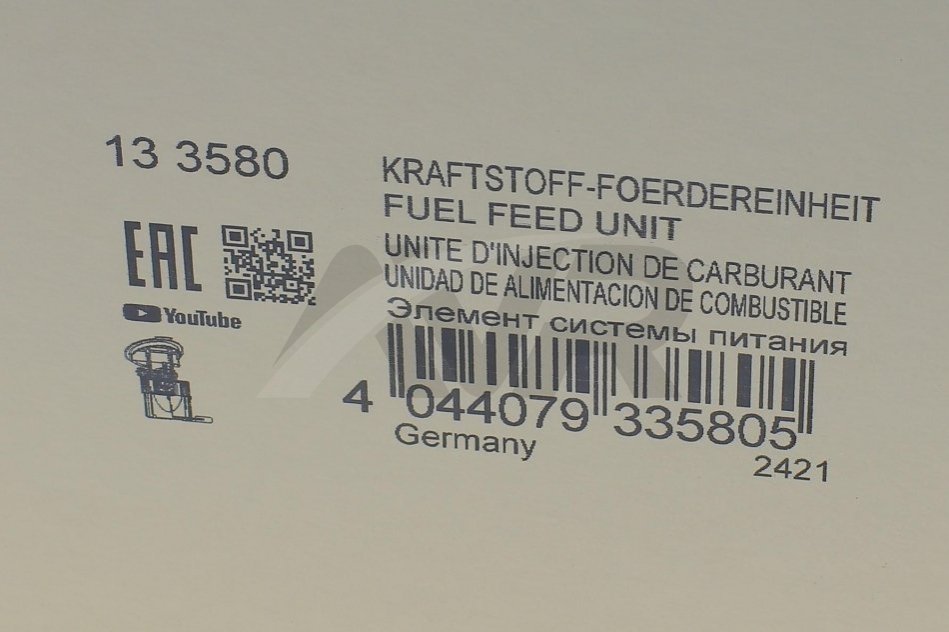 13 3580
KRAFTSTOFF-FOERDEREINHEIT
FUEL FEED UNIT
UNITE D'INJECTION DE CARBURANT
UNIDAD DE ALIMENTACION DE COMBUSTIBLE
Элемент системы питания
EAC
YouTube
4 044079 335805
Germany
2421